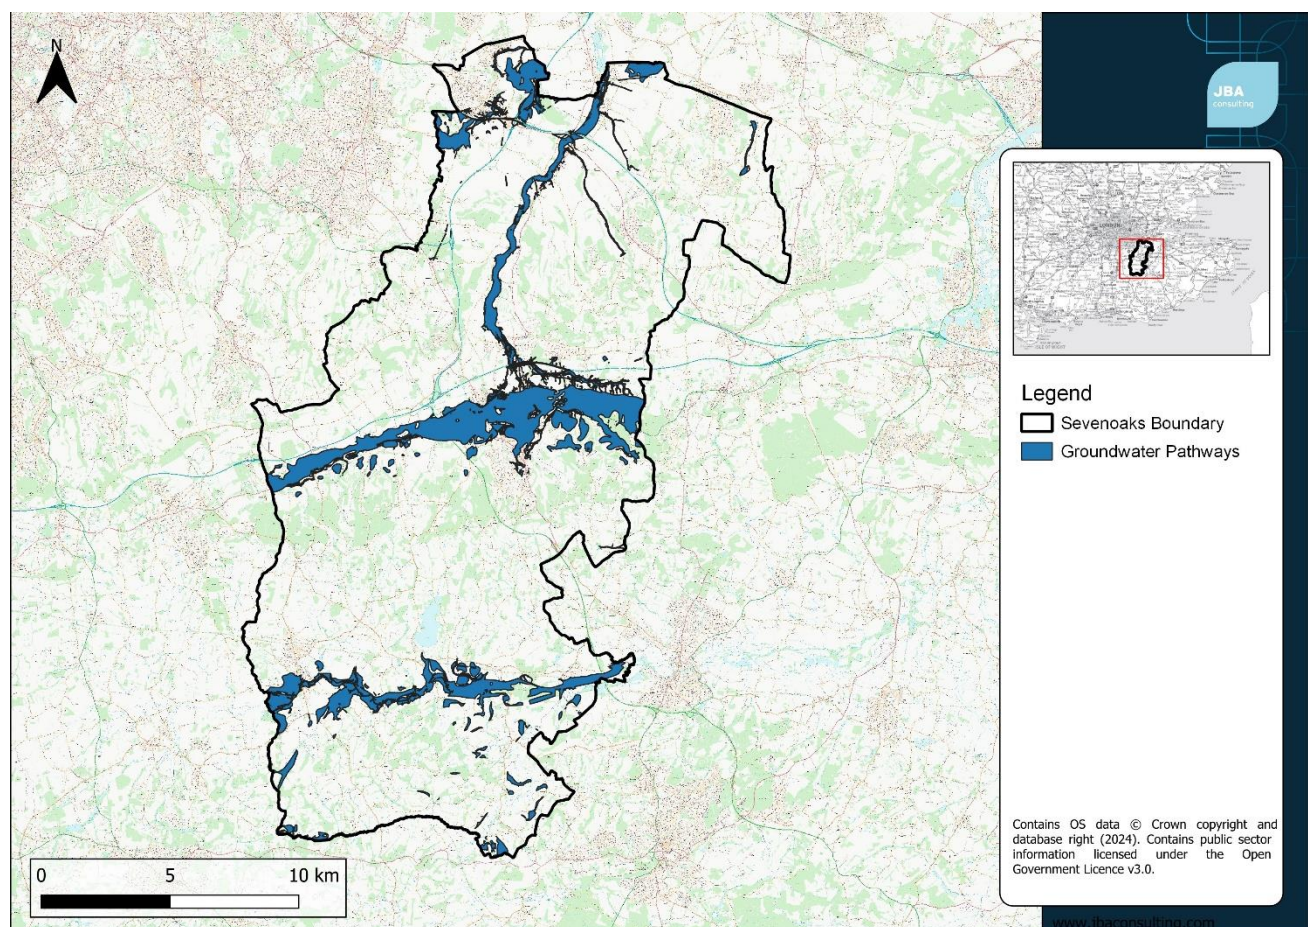 N
JBA
consulting
Legend
Sevenoaks Boundary
Groundwater Pathways
Contains OS data © Crown copyright and
database right (2024). Contains public sector
information licensed under the Open
Government Licence v3.0.
0 5 10 km
www.jbaconsulting.com